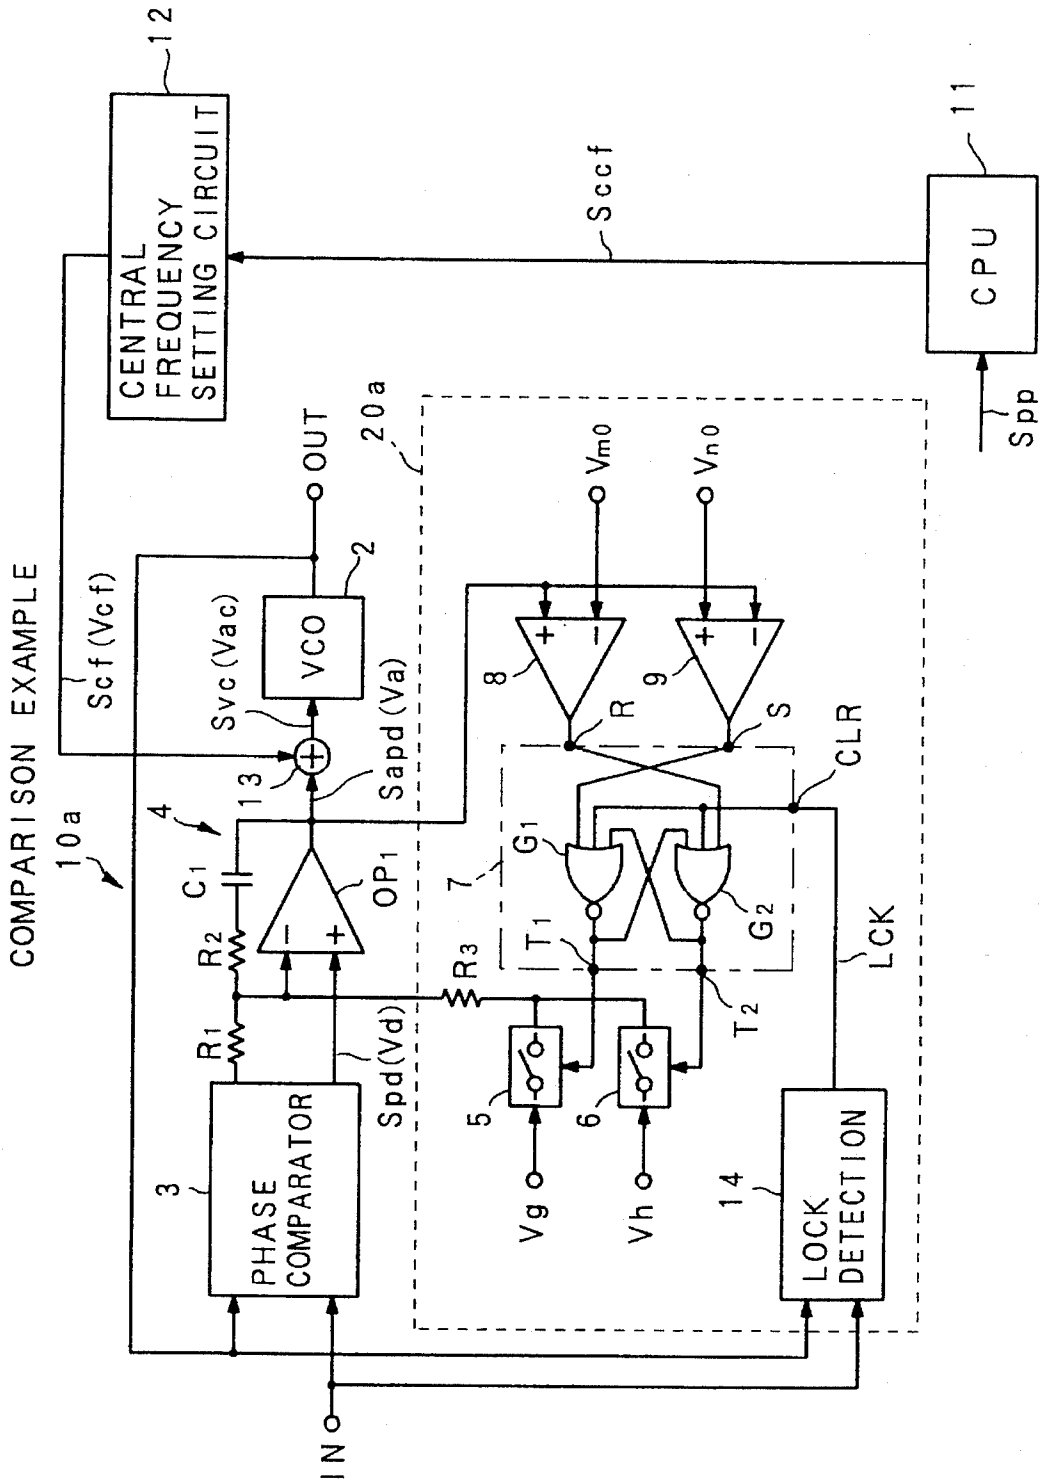 COMPARISON EXAMPLE
10a
Scf(Vcf)
12
CENTRAL
FREQUENCY
SETTING CIRCUIT
4
C1
R2
R1
13
Svc(Vac)
VCO
2
OUT
3
PHASE
COMPARATOR
−
+
OP1
+
Sapd(Va)
Spd(Vd)
IN
20a
R3
Sccf
5
6
Vg
Vh
7
T1
T2
G1
G2
R
S
8
+
−
9
+
−
Vm0
Vn0
CLR
LCK
14
LOCK
DETECTION
11
CPU
Spp